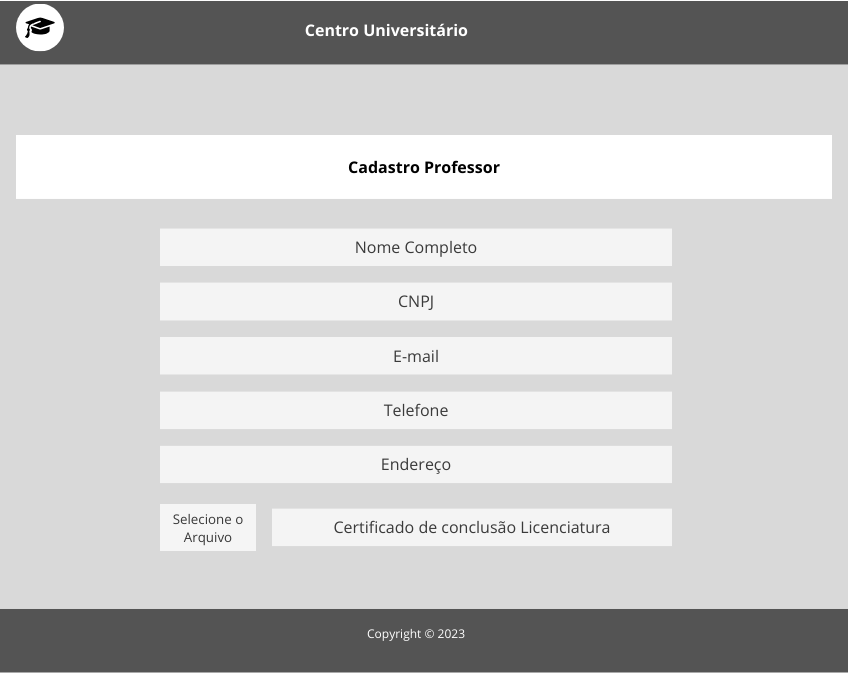 Centro Universitário
Cadastro Professor
Nome Completo
CNPJ
E-mail
Telefone
Endereço
Selecione o
Arquivo
Certificado de conclusão Licenciatura
Copyright © 2023